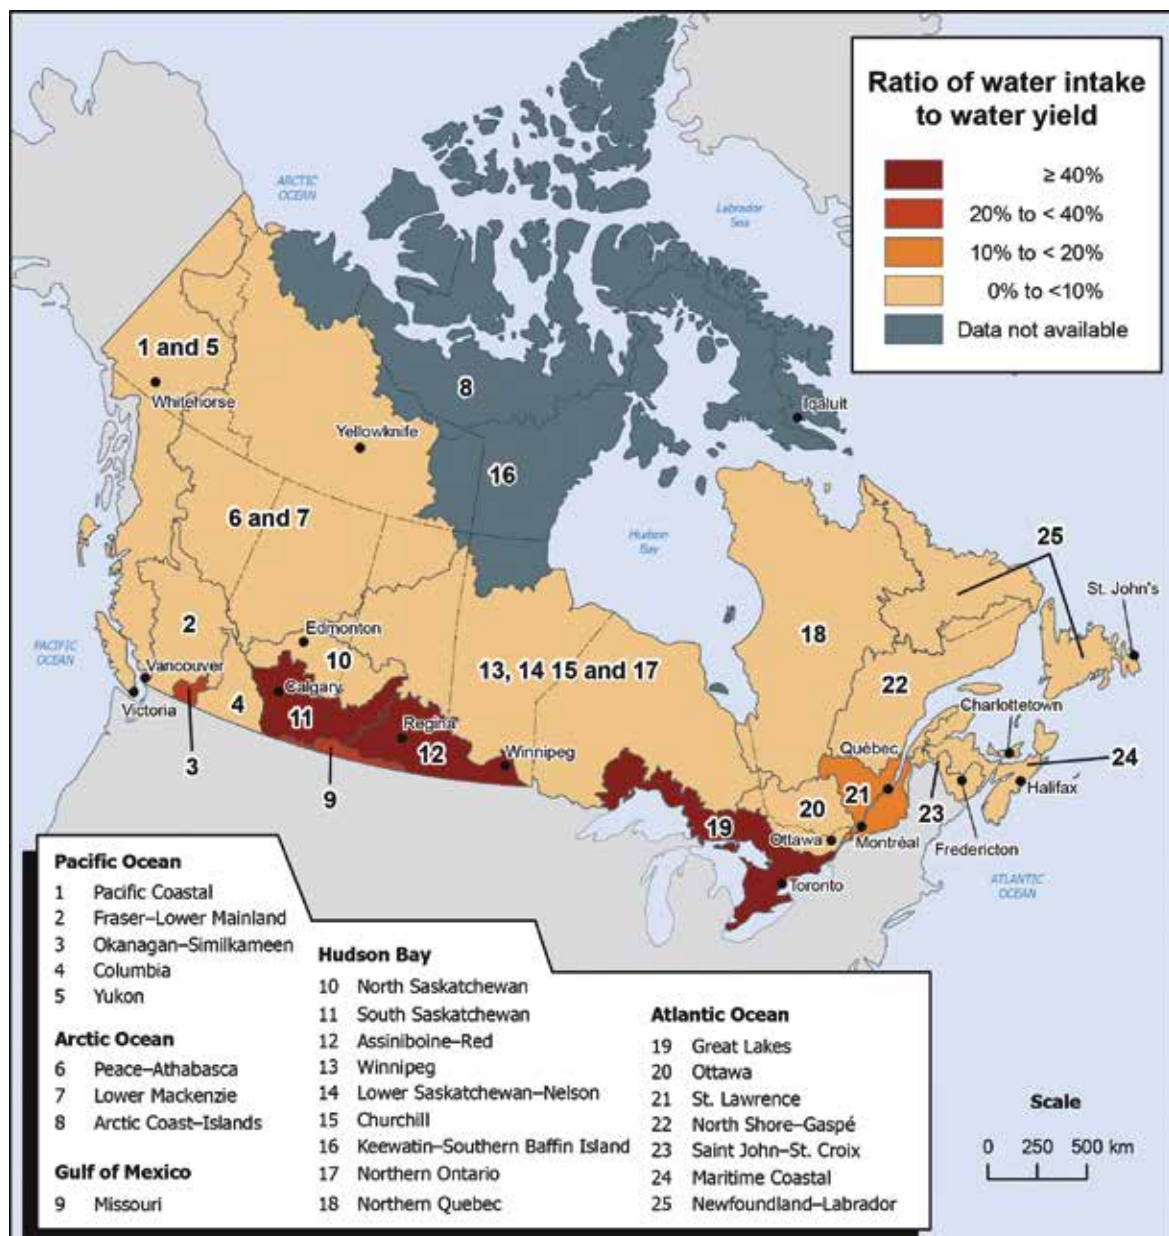 Ratio of water intake
to water yield
≥ 40%
20% to < 40%
10% to < 20%
0% to <10%
Data not available
ARCTIC
OCEAN
Labrador
Sea
1 and 5
Whitehorse
8
Iqaluit
Yellowknife
16
6 and 7
Hudson
Bay
25
St. John's
PACIFIC
OCEAN
2
Edmonton
10
18
13, 14 15 and 17
Vancouver
Calgary
22
Victoria
4
11
Charlottetown
Regina
12
Winnipeg
Québec
24
3
9
Halifax
19
20
21
23
Ottawa
Montréal
Fredericton
Toronto
ATLANTIC
OCEAN
Pacific Ocean
1 Pacific Coastal
2 Fraser–Lower Mainland
3 Okanagan–Similkameen
4 Columbia
5 Yukon
Arctic Ocean
6 Peace–Athabasca
7 Lower Mackenzie
8 Arctic Coast–Islands
Gulf of Mexico
9 Missouri
Hudson Bay
10 North Saskatchewan
11 South Saskatchewan
12 Assiniboine–Red
13 Winnipeg
14 Lower Saskatchewan–Nelson
15 Churchill
16 Keewatin–Southern Baffin Island
17 Northern Ontario
18 Northern Quebec
Atlantic Ocean
19 Great Lakes
20 Ottawa
21 St. Lawrence
22 North Shore–Gaspé
23 Saint John–St. Croix
24 Maritime Coastal
25 Newfoundland–Labrador
Scale
0 250 500 km